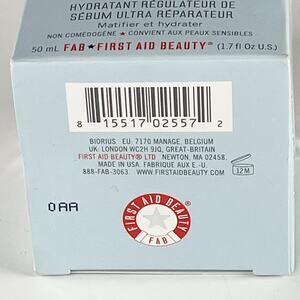 HYDRATANT RÉGULATEUR DE
SÉBUM ULTRA RÉPARATEUR
Matifier et hydrater
NON COMÉDOGÈNE ★ CONVIENT AUX PEAUX SENSIBLES
50 mL FAB★FIRST AID BEAUTY® (1.7 fl Oz U.S.)
8 15517 02557 2
BIORIUS EU: 7170 MANAGE, BELGIUM
UK: LONDON WC2H 9JQ, GREAT-BRITAIN
FIRST AID BEAUTY® LTD NEWTON, MA 02458.
MADE IN USA. FABRIQUE AUX E.-U.
888-FAB-3063. WWW.FIRSTAIDBEAUTY.COM
12M
FIRST AID BEAUTY
FAB
0AA